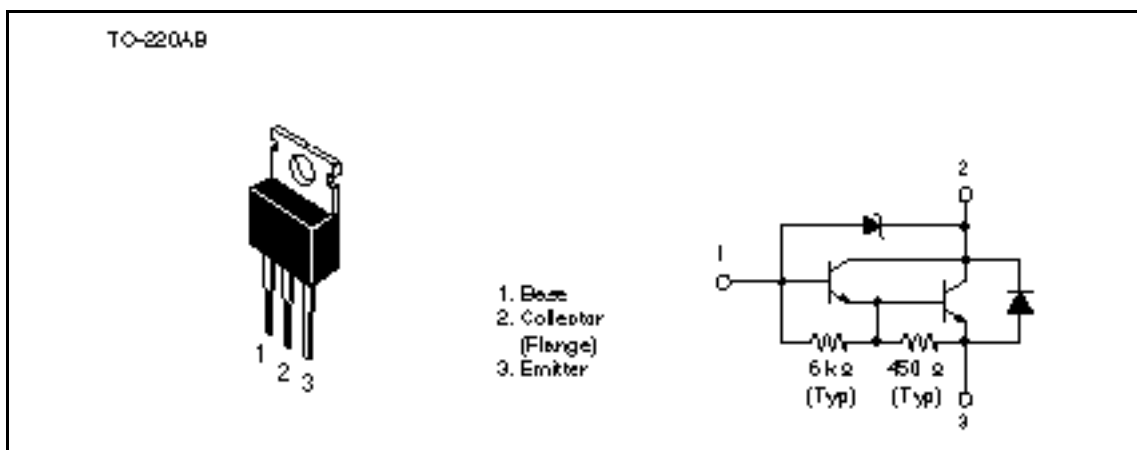 TO-220AB
1
2
3
1. Base
2. Collector
(Flange)
3. Emitter
2
1
6 k Ω 450 Ω
(Typ) (Typ)
3